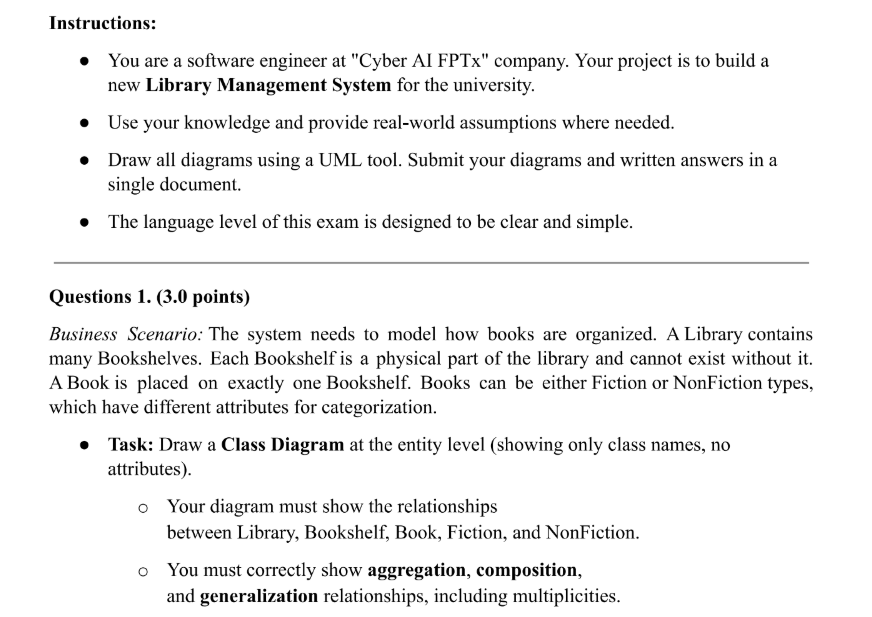 Instructions:
● You are a software engineer at "Cyber AI FPTx" company. Your project is to build a
new Library Management System for the university.
● Use your knowledge and provide real-world assumptions where needed.
● Draw all diagrams using a UML tool. Submit your diagrams and written answers in a
single document.
● The language level of this exam is designed to be clear and simple.
Questions 1. (3.0 points)
Business Scenario: The system needs to model how books are organized. A Library contains
many Bookshelves. Each Bookshelf is a physical part of the library and cannot exist without it.
A Book is placed on exactly one Bookshelf. Books can be either Fiction or NonFiction types,
which have different attributes for categorization.
● Task: Draw a Class Diagram at the entity level (showing only class names, no
attributes).
○ Your diagram must show the relationships
between Library, Bookshelf, Book, Fiction, and NonFiction.
○ You must correctly show aggregation, composition,
and generalization relationships, including multiplicities.